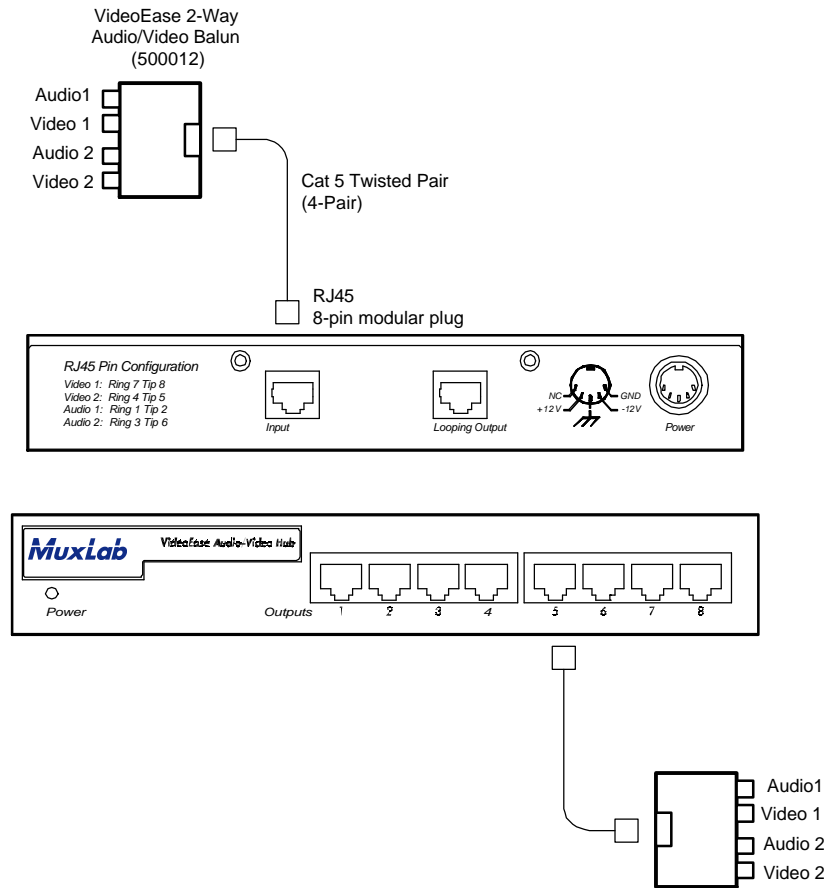 VideoEase 2-Way
Audio/Video Balun
(500012)
Audio1
Video 1
Audio 2
Video 2
Cat 5 Twisted Pair
(4-Pair)
RJ45
8-pin modular plug
RJ45 Pin Configuration
Video 1: Ring 7 Tip 8
Video 2: Ring 4 Tip 5
Audio 1: Ring 1 Tip 2
Audio 2: Ring 3 Tip 6
Input
Looping Output
NC
GND
+12V
-12V
Power
MuxLab
VideoEase Audio-Video Hub
Power
Outputs
1 2 3 4 5 6 7 8
Audio1
Video 1
Audio 2
Video 2